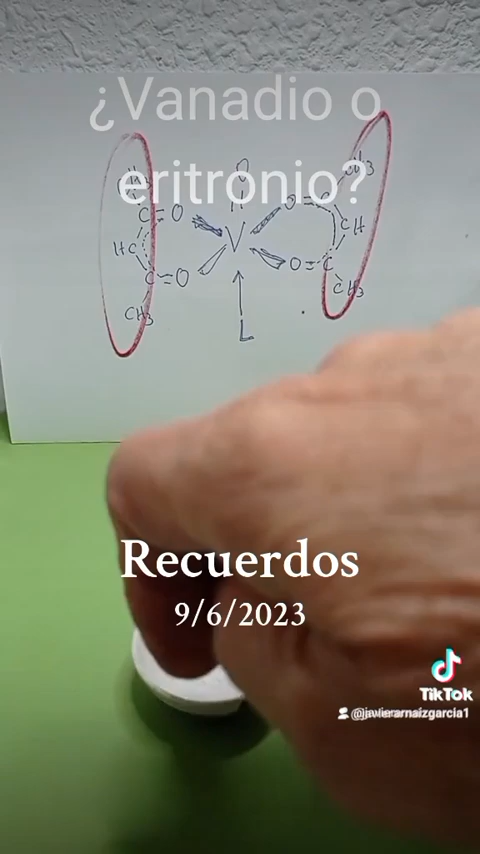 ¿Vanadio o
eritronio?
O
CH3
C=O
O=C
HC
V
CH
C=O
O=C
CH3
CH3
L
Recuerdos
9/6/2023
TikTok
@javierarnaizgarcia1